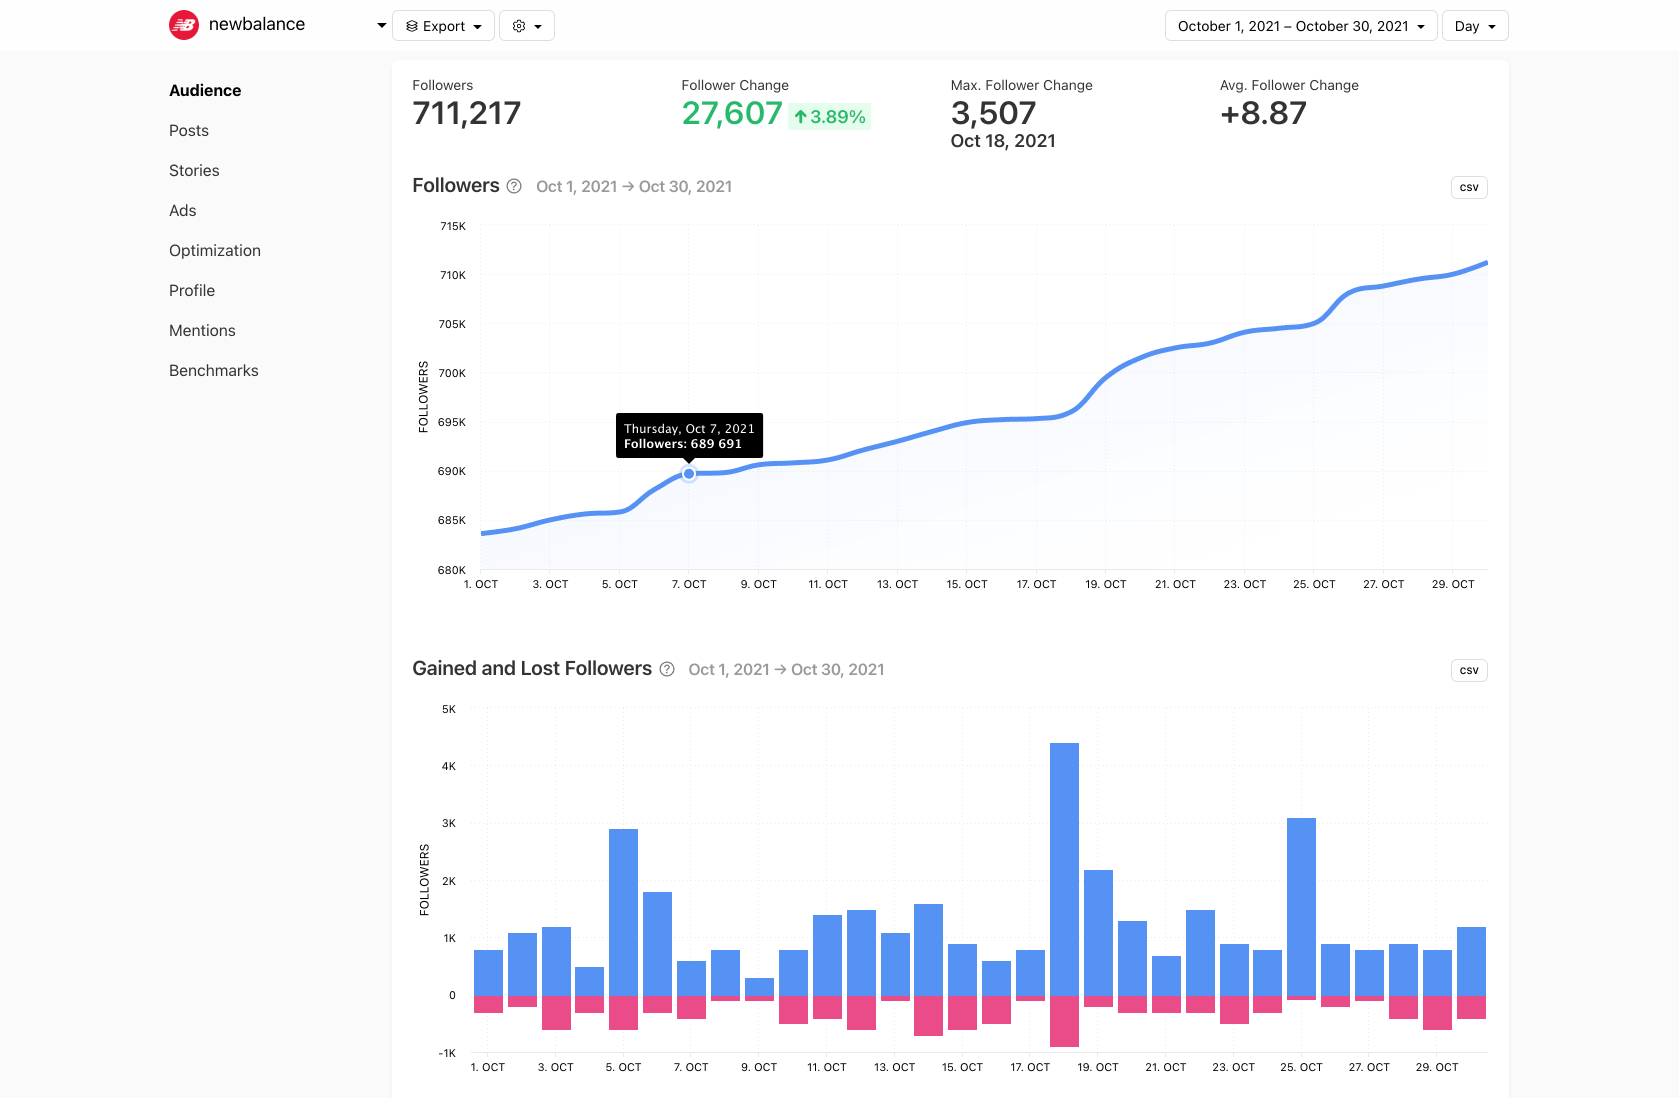 newbalance
Export
October 1, 2021 – October 30, 2021
Day
Audience
Posts
Stories
Ads
Optimization
Profile
Mentions
Benchmarks
Followers
711,217
Follower Change
27,607 3.89%
Max. Follower Change
3,507
Oct 18, 2021
Avg. Follower Change
+8.87
Followers ? Oct 1, 2021 → Oct 30, 2021
csv
FOLLOWERS
715K
710K
705K
700K
695K
690K
685K
680K
Thursday, Oct 7, 2021
Followers: 689 691
1. OCT 3. OCT 5. OCT 7. OCT 9. OCT 11. OCT 13. OCT 15. OCT 17. OCT 19. OCT 21. OCT 23. OCT 25. OCT 27. OCT 29. OCT
Gained and Lost Followers ? Oct 1, 2021 → Oct 30, 2021
csv
FOLLOWERS
5K
4K
3K
2K
1K
0
-1K
1. OCT 3. OCT 5. OCT 7. OCT 9. OCT 11. OCT 13. OCT 15. OCT 17. OCT 19. OCT 21. OCT 23. OCT 25. OCT 27. OCT 29. OCT